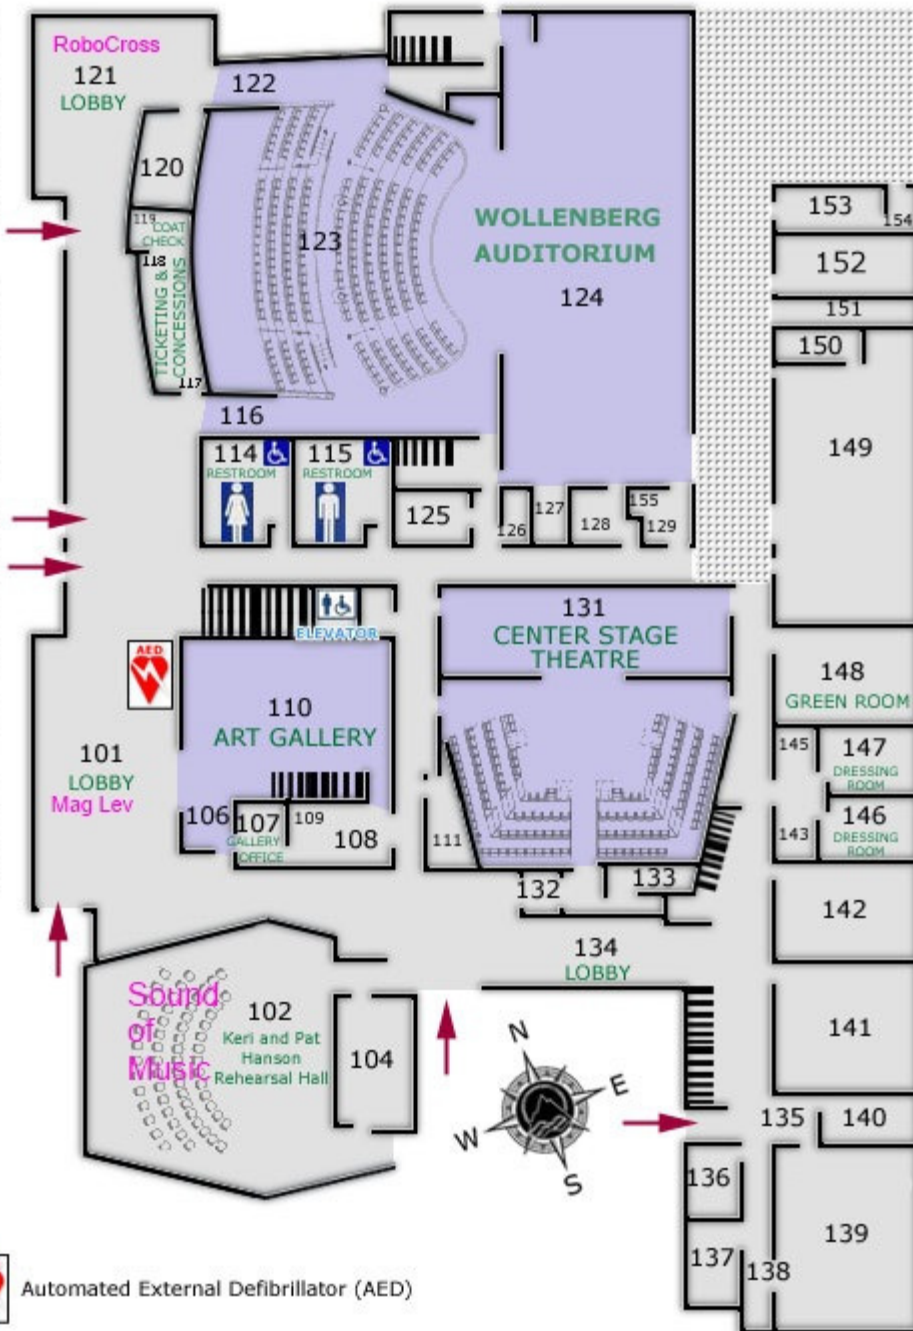 RoboCross
121
LOBBY
122
120
119
COAT
CHECK
118
TICKETING &
CONCESSIONS
117
123
WOLLENBERG
AUDITORIUM
124
116
114
RESTROOM
115
RESTROOM
125
126
127
128
155
129
153
154
152
151
150
149
ELEVATOR
AED
131
CENTER STAGE
THEATRE
110
ART GALLERY
101
LOBBY
Mag Lev
106
107
GALLERY
OFFICE
109
108
111
132
133
134
LOBBY
148
GREEN ROOM
145
147
DRESSING
ROOM
146
DRESSING
ROOM
143
142
141
102
Keri and Pat
Hanson
Rehearsal Hall
Sound
of
Music
104
N
E
W
S
135
140
136
137
138
139
Automated External Defibrillator (AED)